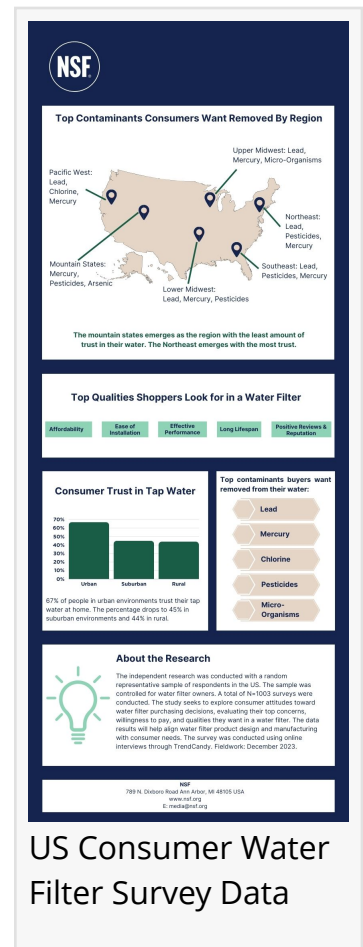 NSF
Top Contaminants Consumers Want Removed By Region
Upper Midwest: Lead,
Mercury, Micro-Organisms
Pacific West:
Lead,
Chlorine,
Mercury
Northeast:
Lead,
Pesticides,
Mercury
Mountain States:
Mercury,
Pesticides, Arsenic
Southeast: Lead,
Pesticides, Mercury
Lower Midwest:
Lead, Mercury, Pesticides
The mountain states emerges as the region with the least amount of
trust in their water. The Northeast emerges with the most trust.
Top Qualities Shoppers Look for in a Water Filter
Affordability
Ease of
Installation
Effective
Performance
Long Lifespan
Positive Reviews &
Reputation
Consumer Trust in Tap Water
70%
60%
50%
40%
30%
20%
10%
0%
Urban
Suburban
Rural
67% of people in urban environments trust their tap
water at home. The percentage drops to 45% in
suburban environments and 44% in rural.
Top contaminants buyers want
removed from their water:
Lead
Mercury
Chlorine
Pesticides
Micro-
Organisms
About the Research
The independent research was conducted with a random
representative sample of respondents in the US. The sample was
controlled for water filter owners. A total of N=1003 surveys were
conducted. The study seeks to explore consumer attitudes toward
water filter purchasing decisions, evaluating their top concerns,
willingness to pay, and qualities they want in a water filter. The data
results will help align water filter product design and manufacturing
with consumer needs. The survey was conducted using online
interviews through TrendCandy. Fieldwork: December 2023.
NSF
789 N. Dixboro Road Ann Arbor, MI 48105 USA
www.nsf.org
E: media@nsf.org
US Consumer Water
Filter Survey Data